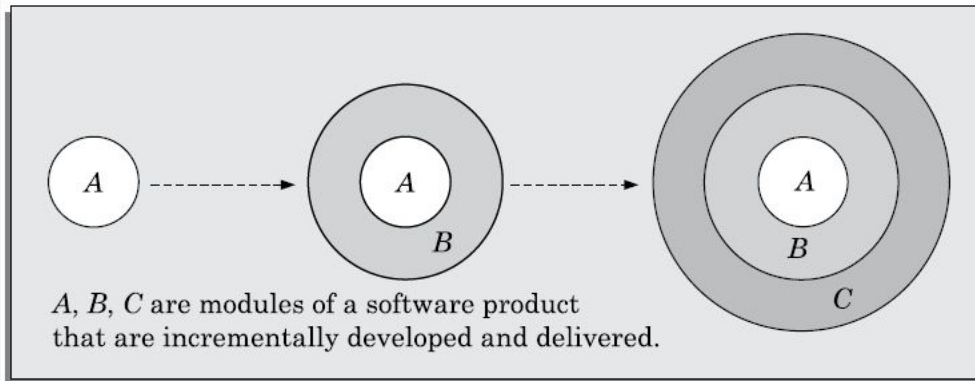 A
A
B
A
B
C
A, B, C are modules of a software product
that are incrementally developed and delivered.